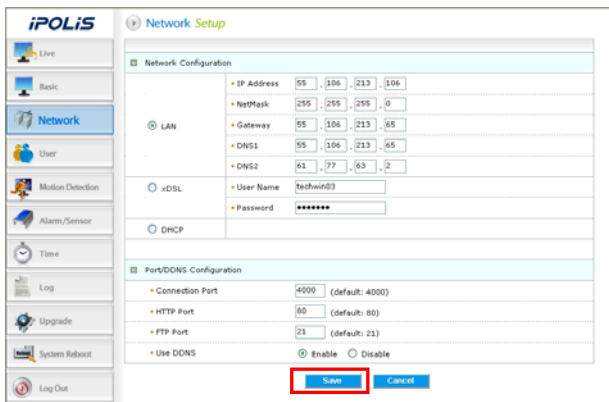 iPOLiS
Network Setup
Live
Basic
Network
User
Motion Detection
Alarm/Sensor
Time
Log
Upgrade
System Reboot
Log Out
Network Configuration
LAN
IP Address 55 . 106 . 213 . 106
NetMask 255 . 255 . 255 . 0
Gateway 55 . 106 . 213 . 65
DNS1 55 . 106 . 213 . 65
DNS2 61 . 77 . 63 . 2
xDSL
User Name techwin03
Password •••••••
DHCP
Port/DDNS Configuration
Connection Port 4000 (default: 4000)
HTTP Port 80 (default: 80)
FTP Port 21 (default: 21)
Use DDNS Enable Disable
Save Cancel